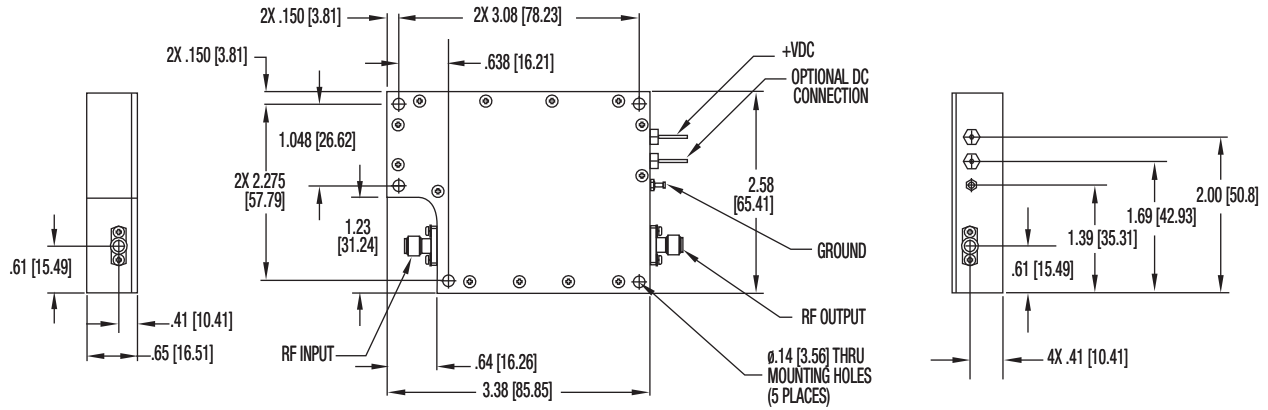 2X .150 [3.81]
2X 3.08 [78.23]
2X .150 [3.81]
.638 [16.21]
+VDC
OPTIONAL DC
CONNECTION
1.048 [26.62]
2X 2.275
[57.79]
2.58
[65.41]
1.23
[31.24]
GROUND
.61 [15.49]
.41 [10.41]
.65 [16.51]
RF INPUT
.64 [16.26]
3.38 [85.85]
RF OUTPUT
ø.14 [3.56] THRU
MOUNTING HOLES
(5 PLACES)
2.00 [50.8]
1.69 [42.93]
1.39 [35.31]
.61 [15.49]
4X .41 [10.41]